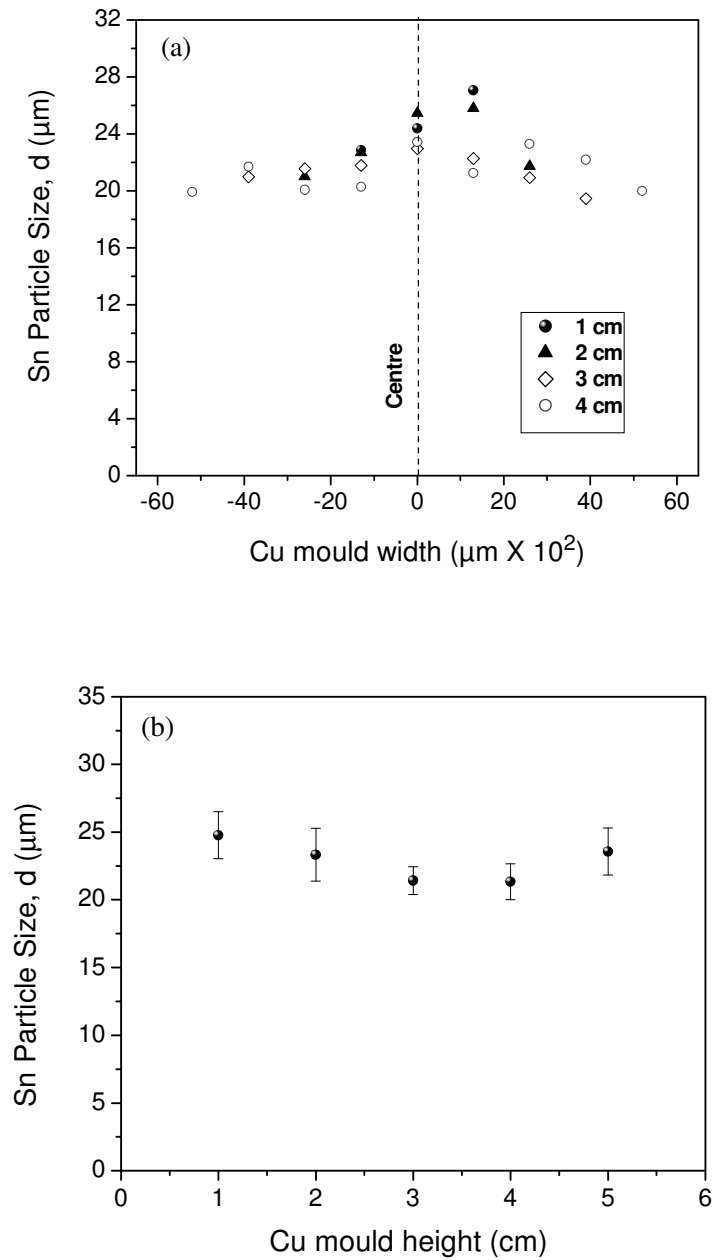 (a)
Sn Particle Size, d (µm)
32
28
24
20
16
12
8
4
0
Centre
1 cm
2 cm
3 cm
4 cm
-60 -40 -20 0 20 40 60
Cu mould width (µm X 10²)
(b)
Sn Particle Size, d (µm)
35
30
25
20
15
10
5
0
0 1 2 3 4 5 6
Cu mould height (cm)